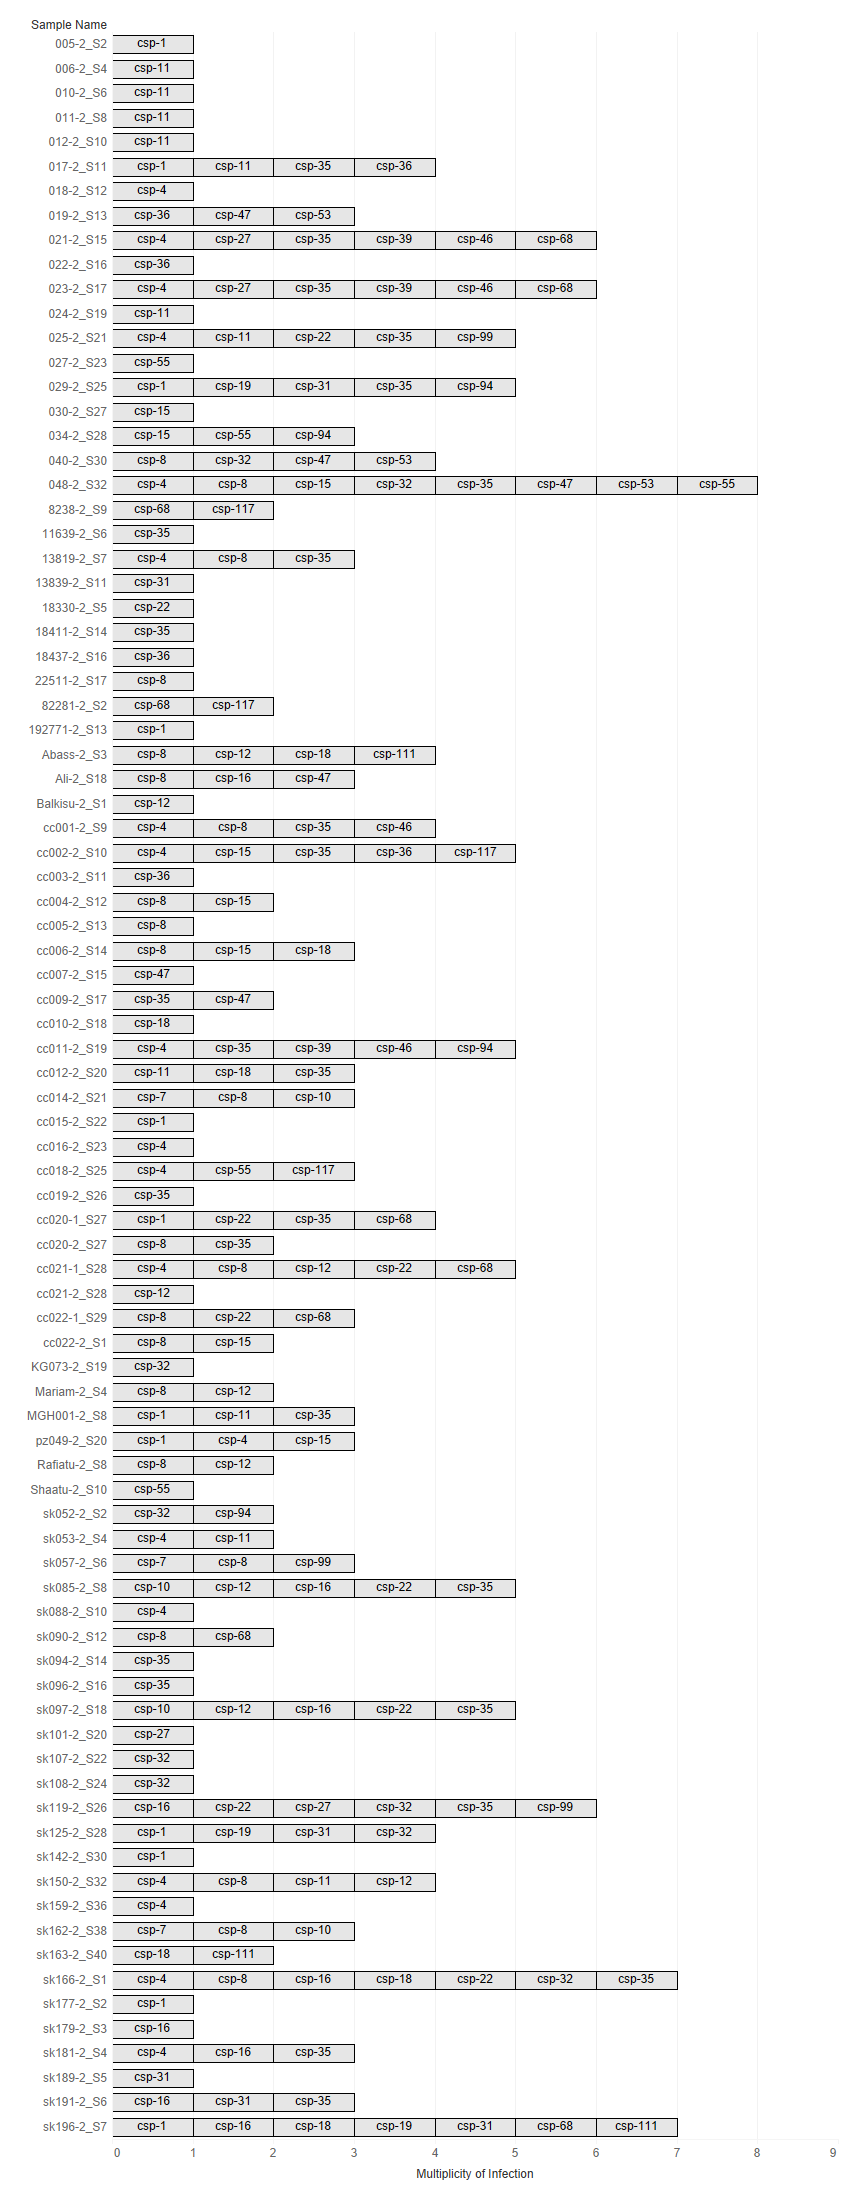 Sample Name
005-2_S2 csp-1
006-2_S4 csp-11
010-2_S6 csp-11
011-2_S8 csp-11
012-2_S10 csp-11
017-2_S11 csp-1 csp-11 csp-35 csp-36
018-2_S12 csp-4
019-2_S13 csp-36 csp-47 csp-53
021-2_S15 csp-4 csp-27 csp-35 csp-39 csp-46 csp-68
022-2_S16 csp-36
023-2_S17 csp-4 csp-27 csp-35 csp-39 csp-46 csp-68
024-2_S19 csp-11
025-2_S21 csp-4 csp-11 csp-22 csp-35 csp-99
027-2_S23 csp-55
029-2_S25 csp-1 csp-19 csp-31 csp-35 csp-94
030-2_S27 csp-15
034-2_S28 csp-15 csp-55 csp-94
040-2_S30 csp-8 csp-32 csp-47 csp-53
048-2_S32 csp-4 csp-8 csp-15 csp-32 csp-35 csp-47 csp-53 csp-55
8238-2_S9 csp-68 csp-117
11639-2_S6 csp-35
13819-2_S7 csp-4 csp-8 csp-35
13839-2_S11 csp-31
18330-2_S5 csp-22
18411-2_S14 csp-35
18437-2_S16 csp-36
22511-2_S17 csp-8
82281-2_S2 csp-68 csp-117
192771-2_S13 csp-1
Abass-2_S3 csp-8 csp-12 csp-18 csp-111
Ali-2_S18 csp-8 csp-16 csp-47
Balkisu-2_S1 csp-12
cc001-2_S9 csp-4 csp-8 csp-35 csp-46
cc002-2_S10 csp-4 csp-15 csp-35 csp-36 csp-117
cc003-2_S11 csp-36
cc004-2_S12 csp-8 csp-15
cc005-2_S13 csp-8
cc006-2_S14 csp-8 csp-15 csp-18
cc007-2_S15 csp-47
cc009-2_S17 csp-35 csp-47
cc010-2_S18 csp-18
cc011-2_S19 csp-4 csp-35 csp-39 csp-46 csp-94
cc012-2_S20 csp-11 csp-18 csp-35
cc014-2_S21 csp-7 csp-8 csp-10
cc015-2_S22 csp-1
cc016-2_S23 csp-4
cc018-2_S25 csp-4 csp-55 csp-117
cc019-2_S26 csp-35
cc020-1_S27 csp-1 csp-22 csp-35 csp-68
cc020-2_S27 csp-8 csp-35
cc021-1_S28 csp-4 csp-8 csp-12 csp-22 csp-68
cc021-2_S28 csp-12
cc022-1_S29 csp-8 csp-22 csp-68
cc022-2_S1 csp-8 csp-15
KG073-2_S19 csp-32
Mariam-2_S4 csp-8 csp-12
MGH001-2_S8 csp-1 csp-11 csp-35
pz049-2_S20 csp-1 csp-4 csp-15
Rafiatu-2_S8 csp-8 csp-12
Shaatu-2_S10 csp-55
sk052-2_S2 csp-32 csp-94
sk053-2_S4 csp-4 csp-11
sk057-2_S6 csp-7 csp-8 csp-99
sk085-2_S8 csp-10 csp-12 csp-16 csp-22 csp-35
sk088-2_S10 csp-4
sk090-2_S12 csp-8 csp-68
sk094-2_S14 csp-35
sk096-2_S16 csp-35
sk097-2_S18 csp-10 csp-12 csp-16 csp-22 csp-35
sk101-2_S20 csp-27
sk107-2_S22 csp-32
sk108-2_S24 csp-32
sk119-2_S26 csp-16 csp-22 csp-27 csp-32 csp-35 csp-99
sk125-2_S28 csp-1 csp-19 csp-31 csp-32
sk142-2_S30 csp-1
sk150-2_S32 csp-4 csp-8 csp-11 csp-12
sk159-2_S36 csp-4
sk162-2_S38 csp-7 csp-8 csp-10
sk163-2_S40 csp-18 csp-111
sk166-2_S1 csp-4 csp-8 csp-16 csp-18 csp-22 csp-32 csp-35
sk177-2_S2 csp-1
sk179-2_S3 csp-16
sk181-2_S4 csp-4 csp-16 csp-35
sk189-2_S5 csp-31
sk191-2_S6 csp-16 csp-31 csp-35
sk196-2_S7 csp-1 csp-16 csp-18 csp-19 csp-31 csp-68 csp-111
0 1 2 3 4 5 6 7 8 9
Multiplicity of Infection